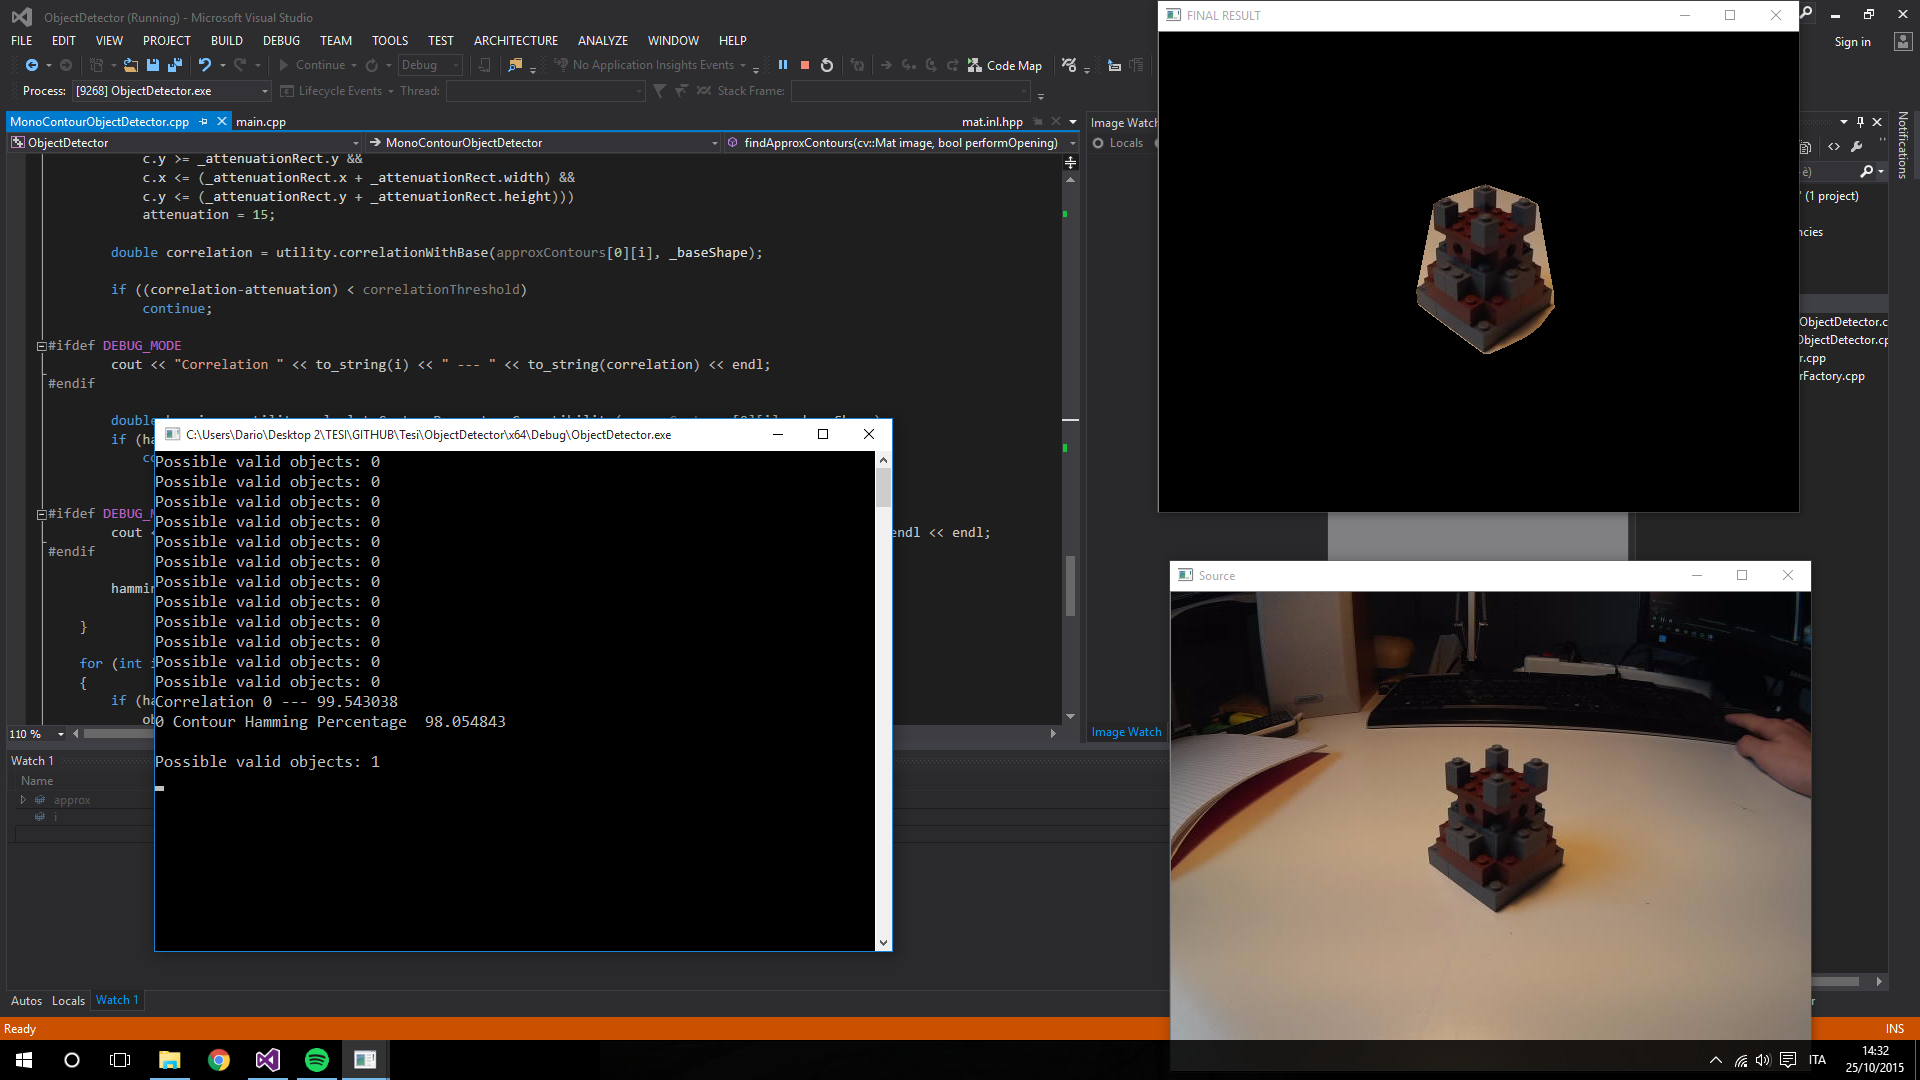 ObjectDetector (Running) - Microsoft Visual Studio
FILE EDIT VIEW PROJECT BUILD DEBUG TEAM TOOLS TEST ARCHITECTURE ANALYZE WINDOW HELP
Sign in
Continue Debug No Application Insights Events Code Map
Process: [9268] ObjectDetector.exe Lifecycle Events Thread: Stack Frame:
MonoContourObjectDetector.cpp main.cpp mat.inl.hpp
ObjectDetector MonoContourObjectDetector findApproxContours(cv::Mat image, bool performOpening)
c.y >= _attenuationRect.y &&
c.x <= (_attenuationRect.x + _attenuationRect.width) &&
c.y <= (_attenuationRect.y + _attenuationRect.height)))
attenuation = 15;
double correlation = utility.correlationWithBase(approxContours[0][i], _baseShape);
if ((correlation-attenuation) < correlationThreshold)
continue;
#ifdef DEBUG_MODE
cout << "Correlation " << to_string(i) << " --- " << to_string(correlation) << endl;
#endif
double
if (ha
co
#ifdef DEBUG_M
cout < endl << endl;
#endif
hammin
}
for (int i
{
if (ha
ob
110 %
C:\Users\Dario\Desktop 2\TESI\GITHUB\Tesi\ObjectDetector\x64\Debug\ObjectDetector.exe
Possible valid objects: 0
Possible valid objects: 0
Possible valid objects: 0
Possible valid objects: 0
Possible valid objects: 0
Possible valid objects: 0
Possible valid objects: 0
Possible valid objects: 0
Possible valid objects: 0
Possible valid objects: 0
Possible valid objects: 0
Possible valid objects: 0
Correlation 0 --- 99.543038
0 Contour Hamming Percentage 98.054843
Possible valid objects: 1
Watch 1
Name
approx
i
Autos Locals Watch 1
Ready
INS
Image Watch
Locals
Image Watch
FINAL RESULT
Source
Notifications
è)
' (1 project)
ncies
ObjectDetector.c
ObjectDetector.cp
r.cpp
rFactory.cpp
r
ITA
14:32
25/10/2015